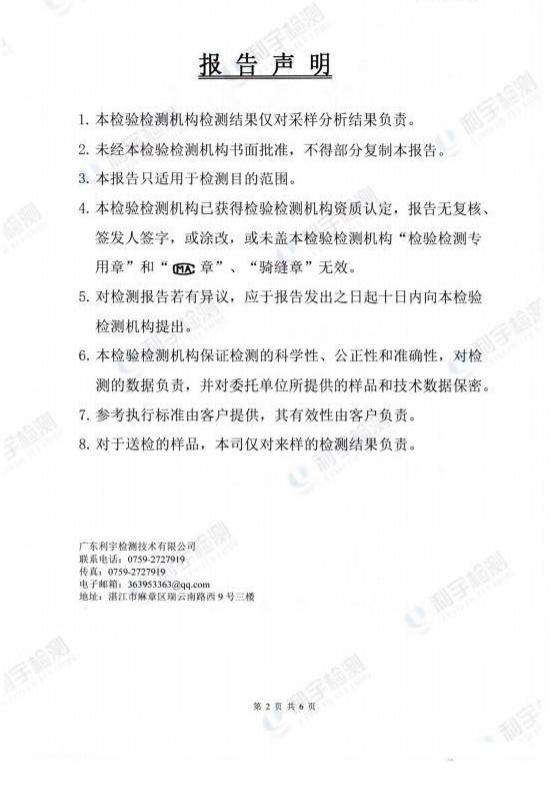 报告声明
1. 本检验检测机构检测结果仅对采样分析结果负责。
2. 未经本检验检测机构书面批准，不得部分复制本报告。
3. 本报告只适用于检测目的范围。
4. 本检验检测机构已获得检验检测机构资质认定，报告无复核、
签发人签字，或涂改，或未盖本检验检测机构“检验检测专
用章”和“MA章”、“骑缝章”无效。
5. 对检测报告若有异议，应于报告发出之日起十日内向本检验
检测机构提出。
6. 本检验检测机构保证检测的科学性、公正性和准确性，对检
测的数据负责，并对委托单位所提供的样品和技术数据保密。
7. 参考执行标准由客户提供，其有效性由客户负责。
8. 对于送检的样品，本司仅对来样的检测结果负责。
广东利宇检测技术有限公司
联系电话：0759-2727919
传真：0759-2727919
电子邮箱：363953363@qq.com
地址：湛江市麻章区瑞云南路西 9 号三楼
第 2 页 共 6 页
利宇检测